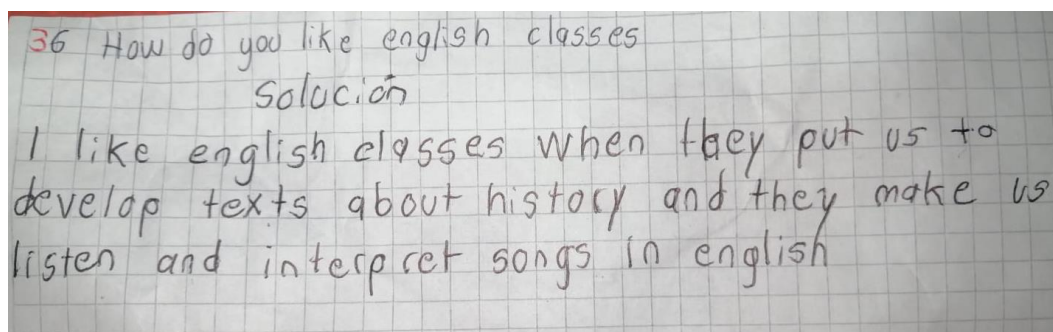 36 How do you like english classes
Solución
I like english classes when they put us to
develop texts about history and they make us
listen and interpret songs in english